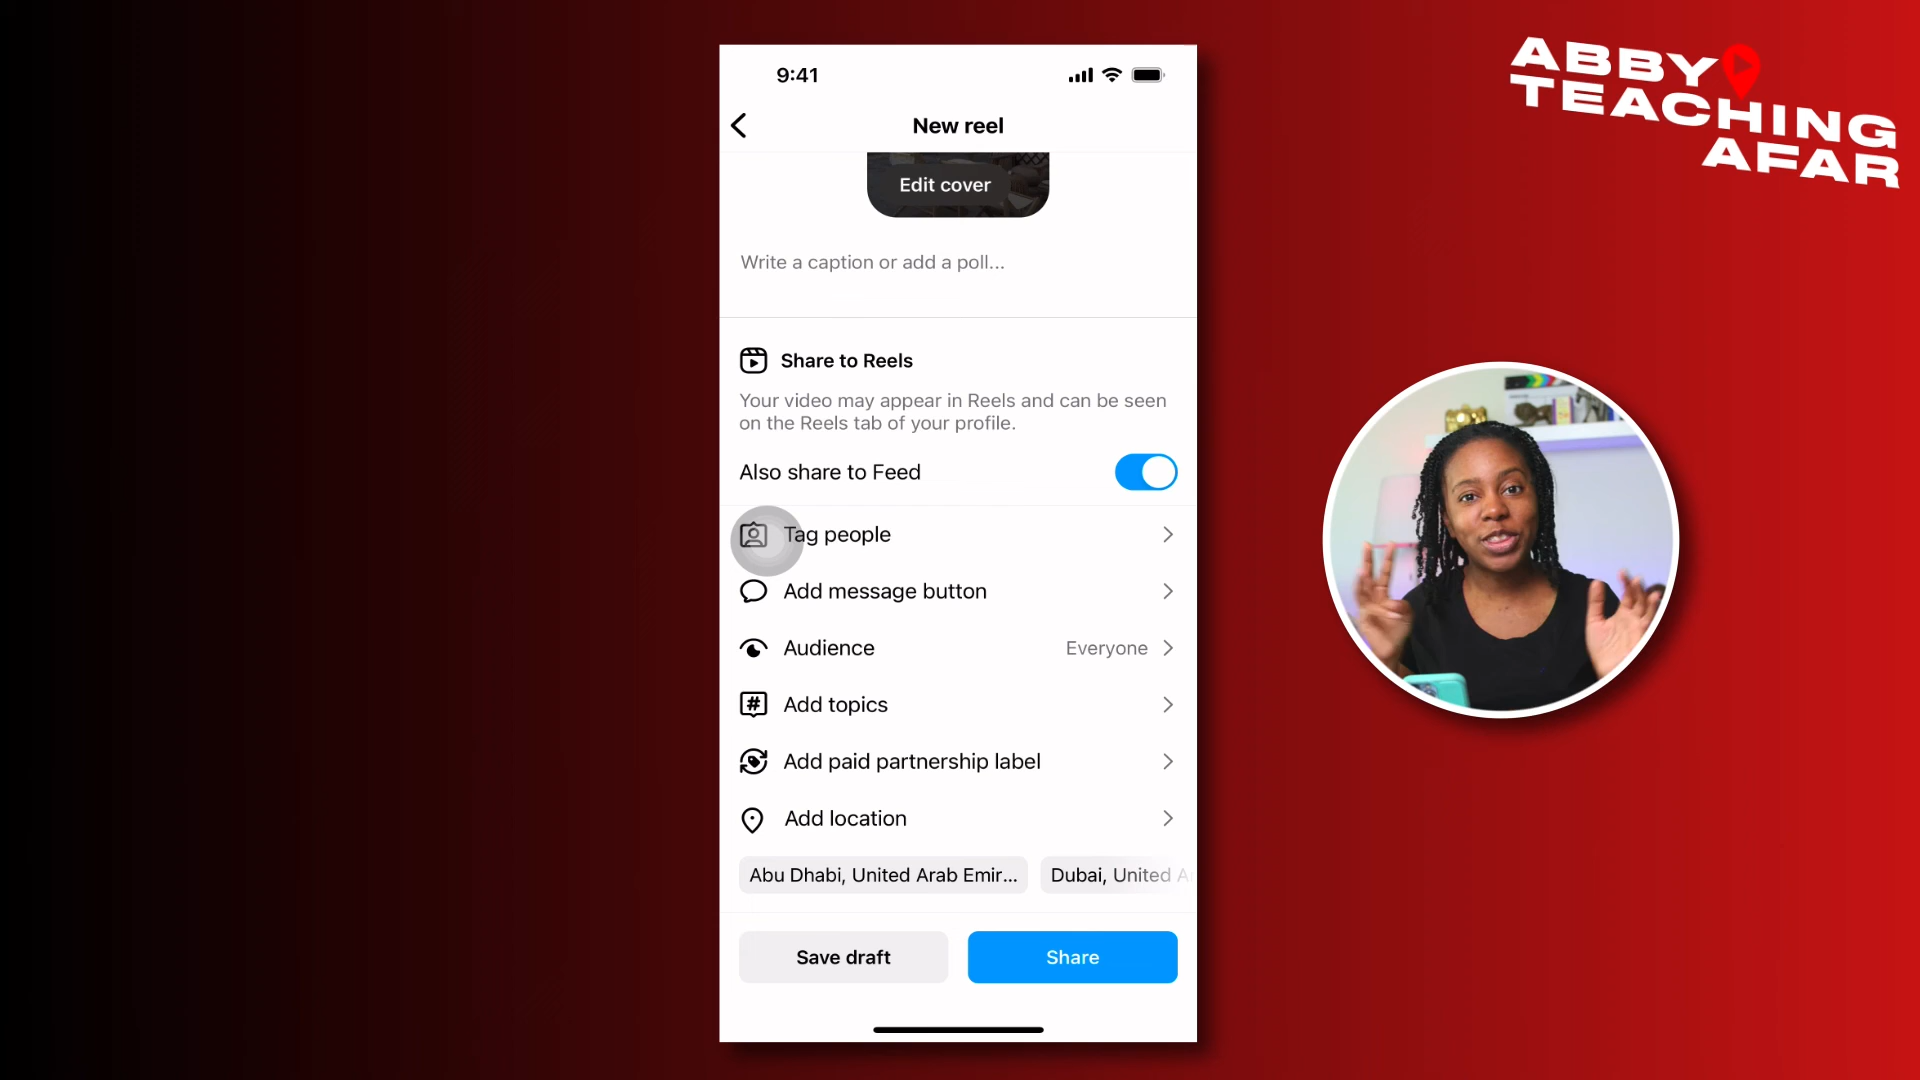 ABBY
TEACHING
AFAR
9:41
New reel
Edit cover
Write a caption or add a poll...
Share to Reels
Your video may appear in Reels and can be seen
on the Reels tab of your profile.
Also share to Feed
Tag people
Add message button
Audience
Everyone
Add topics
Add paid partnership label
Add location
Abu Dhabi, United Arab Emir...
Dubai, United A
Save draft
Share